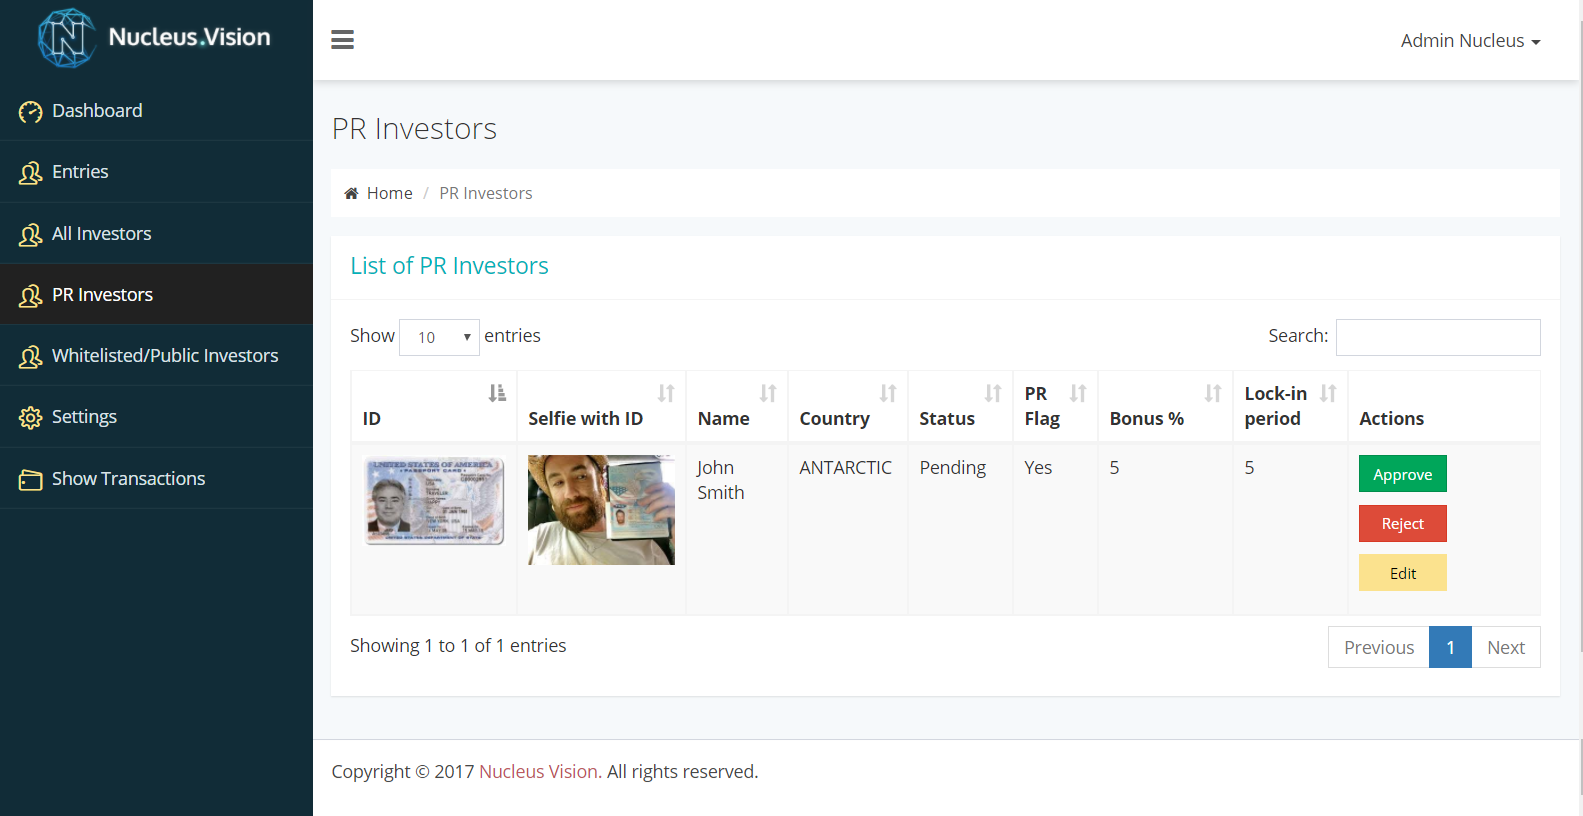 Nucleus.Vision
Admin Nucleus
Dashboard
Entries
All Investors
PR Investors
Whitelisted/Public Investors
Settings
Show Transactions
PR Investors
Home / PR Investors
List of PR Investors
Show 10 entries
Search:
ID
Selfie with ID
Name
Country
Status
PR
Flag
Bonus %
Lock-in
period
Actions
UNITED STATES OF AMERICA
PASSPORT CARD
John
Smith
ANTARCTIC
Pending
Yes
5
5
Approve
Reject
Edit
Showing 1 to 1 of 1 entries
Previous
1
Next
Copyright © 2017 Nucleus Vision. All rights reserved.